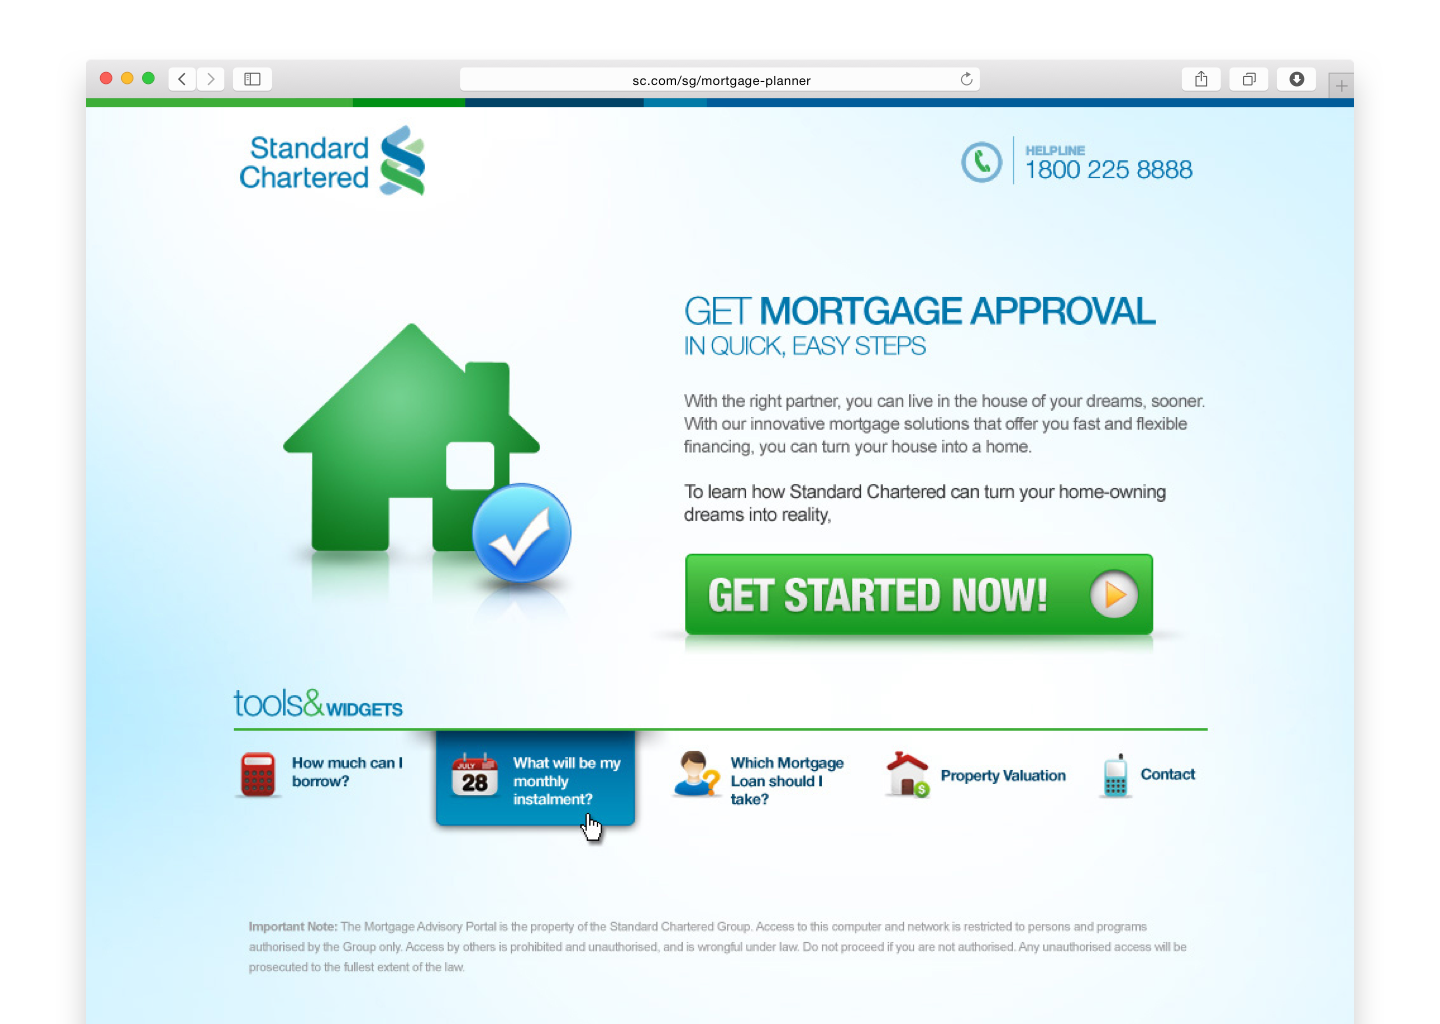 sc.com/sg/mortgage-planner
Standard
Chartered
HELPLINE
1800 225 8888
GET MORTGAGE APPROVAL
IN QUICK, EASY STEPS
With the right partner, you can live in the house of your dreams, sooner.
With our innovative mortgage solutions that offer you fast and flexible
financing, you can turn your house into a home.
To learn how Standard Chartered can turn your home-owning
dreams into reality,
GET STARTED NOW!
tools&WIDGETS
How much can I
borrow?
JULY
28
What will be my
monthly
instalment?
?
Which Mortgage
Loan should I
take?
$
Property Valuation
Contact
Important Note: The Mortgage Advisory Portal is the property of the Standard Chartered Group. Access to this computer and network is restricted to persons and programs
authorised by the Group only. Access by others is prohibited and unauthorised, and is wrongful under law. Do not proceed if you are not authorised. Any unauthorised access will be
prosecuted to the fullest extent of the law.